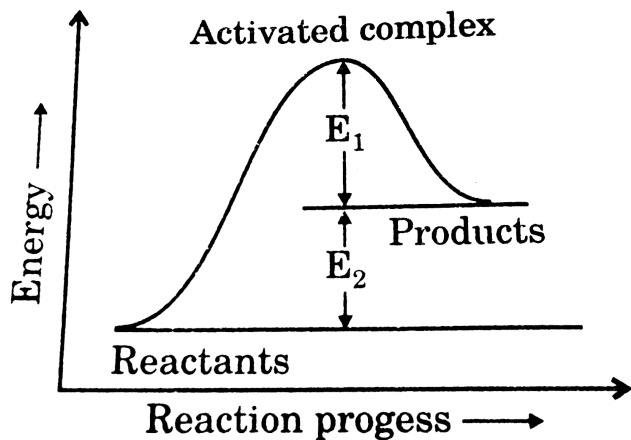 Activated complex
E₁
Products
E₂
Reactants
Energy
Reaction progess